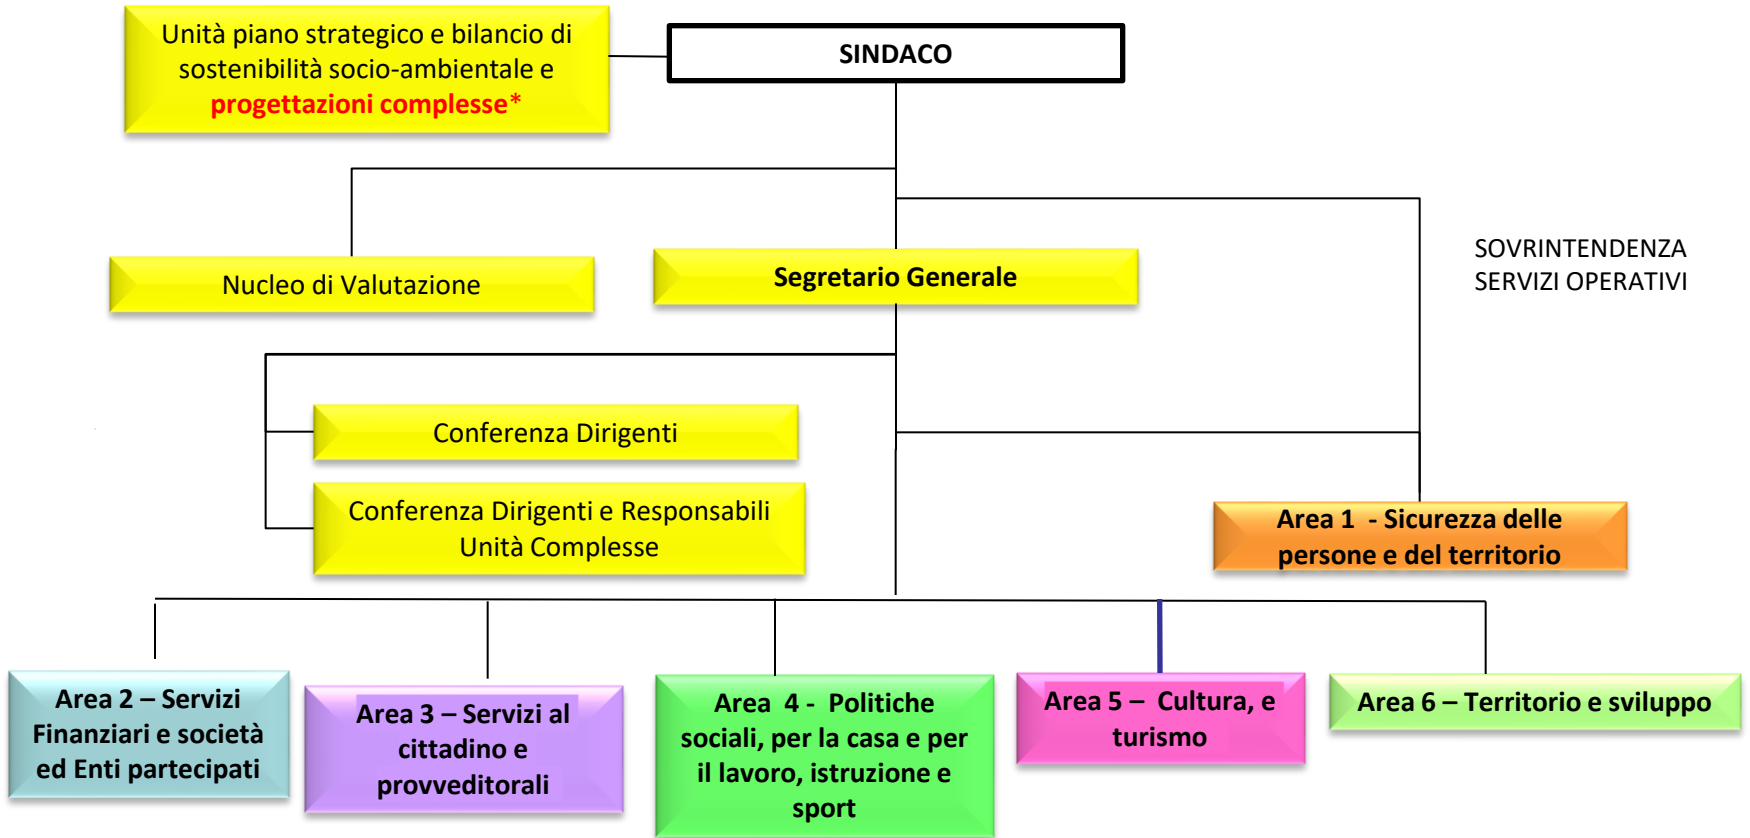 Unità piano strategico e bilancio di
sostenibilità socio-ambientale e
progettazioni complesse*
SINDACO
Nucleo di Valutazione
Segretario Generale
SOVRINTENDENZA
SERVIZI OPERATIVI
Conferenza Dirigenti
Conferenza Dirigenti e Responsabili
Unità Complesse
Area 1 - Sicurezza delle
persone e del territorio
Area 2 – Servizi
Finanziari e società
ed Enti partecipati
Area 3 – Servizi al
cittadino e
provveditorali
Area 4 - Politiche
sociali, per la casa e per
il lavoro, istruzione e
sport
Area 5 – Cultura, e
turismo
Area 6 – Territorio e sviluppo